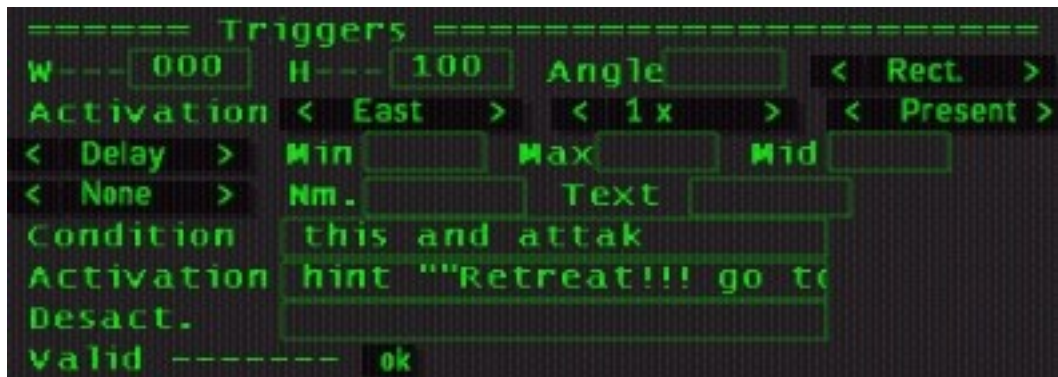 ====== Triggers =======================
W--- 000 H--- 100 Angle < Rect. >
Activation < East > < 1 x > < Present >
< Delay > Min Max Mid
< None > Nm. Text
Condition this and attak
Activation hint ""Retreat!!! go to
Desact.
Valid ------- ok